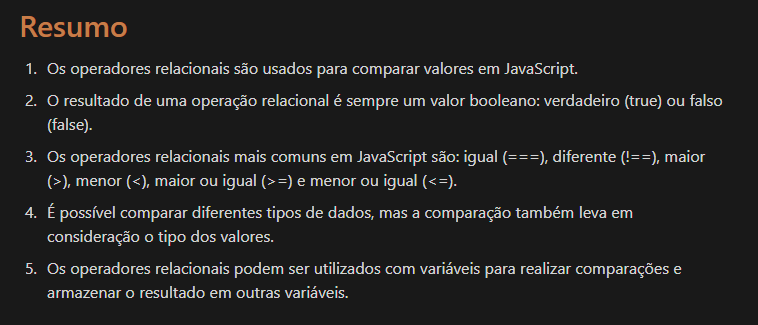 Resumo
1. Os operadores relacionais são usados para comparar valores em JavaScript.
2. O resultado de uma operação relacional é sempre um valor booleano: verdadeiro (true) ou falso
(false).
3. Os operadores relacionais mais comuns em JavaScript são: igual (===), diferente (!==), maior
(>), menor (<), maior ou igual (>=) e menor ou igual (<=).
4. É possível comparar diferentes tipos de dados, mas a comparação também leva em
consideração o tipo dos valores.
5. Os operadores relacionais podem ser utilizados com variáveis para realizar comparações e
armazenar o resultado em outras variáveis.